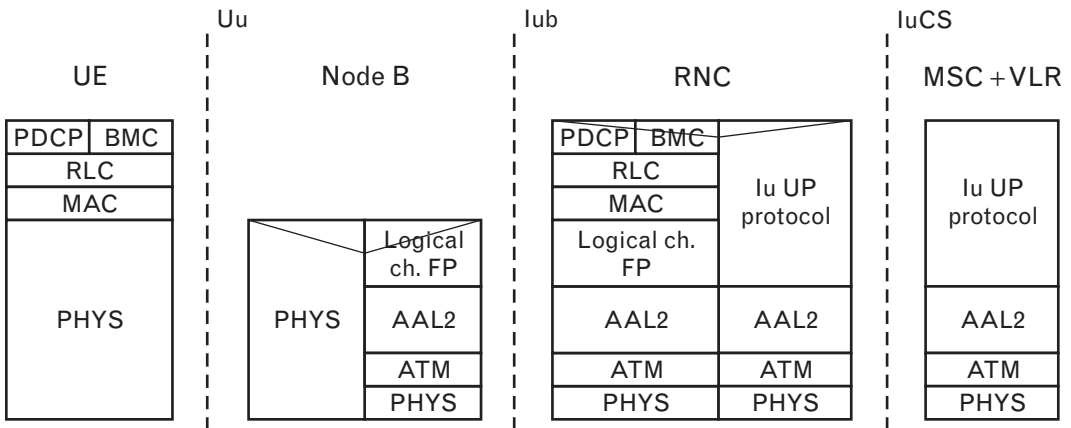 Uu
Iub
IuCS
UE
Node B
RNC
MSC + VLR
PDCP
BMC
RLC
MAC
PHYS
PHYS
Logical
ch. FP
AAL2
ATM
PHYS
PDCP
BMC
RLC
MAC
Logical ch.
FP
AAL2
ATM
PHYS
Iu UP
protocol
AAL2
ATM
PHYS
Iu UP
protocol
AAL2
ATM
PHYS